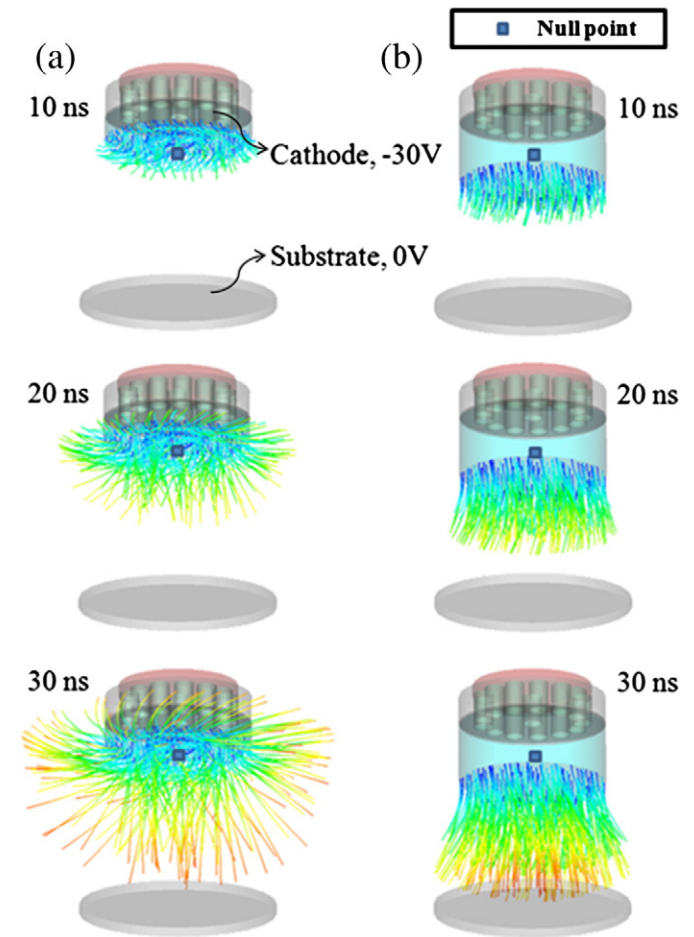 Null point
(a)
(b)
10 ns
10 ns
Cathode, -30V
Substrate, 0V
20 ns
20 ns
30 ns
30 ns